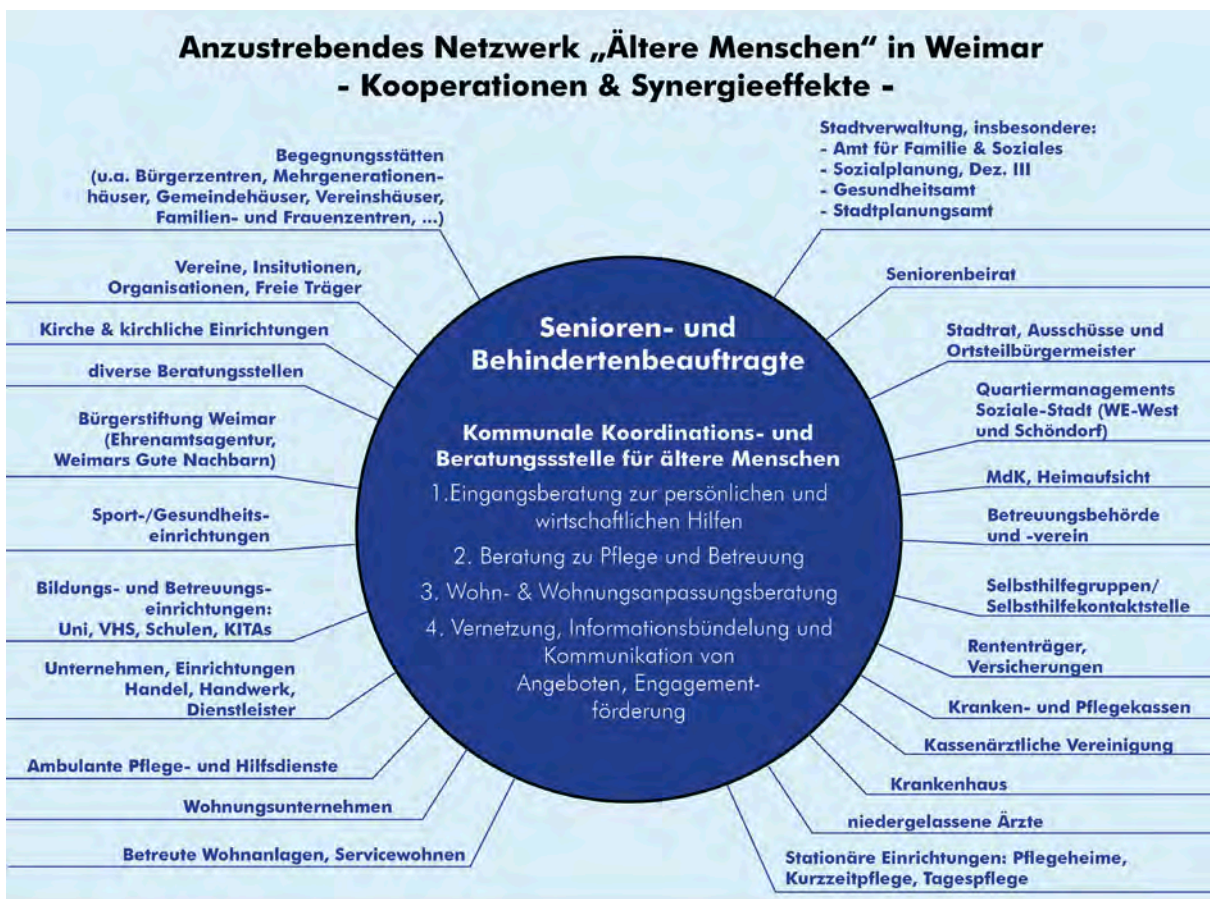 Anzustrebendes Netzwerk „Ältere Menschen“ in Weimar
- Kooperationen & Synergieeffekte -
Begegnungsstätten
(u.a. Bürgerzentren, Mehrgenerationen-
häuser, Gemeindehäuser, Vereinshäuser,
Familien- und Frauenzentren, ...)
Vereine, Insitutionen,
Organisationen, Freie Träger
Kirche & kirchliche Einrichtungen
diverse Beratungsstellen
Bürgerstiftung Weimar
(Ehrenamtsagentur,
Weimars Gute Nachbarn)
Sport-/Gesundheits-
einrichtungen
Bildungs- und Betreuungs-
einrichtungen:
Uni, VHS, Schulen, KITAs
Unternehmen, Einrichtungen
Handel, Handwerk,
Dienstleister
Ambulante Pflege- und Hilfsdienste
Wohnungsunternehmen
Betreute Wohnanlagen, Servicewohnen
Senioren- und
Behindertenbeauftragte
Kommunale Koordinations- und
Beratungssstelle für ältere Menschen
1.Eingangsberatung zur persönlichen und
wirtschaftlichen Hilfen
2. Beratung zu Pflege und Betreuung
3. Wohn- & Wohnungsanpassungsberatung
4. Vernetzung, Informationsbündelung und
Kommunikation von
Angeboten, Engagement-
förderung
Stadtverwaltung, insbesondere:
- Amt für Familie & Soziales
- Sozialplanung, Dez. III
- Gesundheitsamt
- Stadtplanungsamt
Seniorenbeirat
Stadtrat, Ausschüsse und
Ortsteilbürgermeister
Quartiermanagements
Soziale-Stadt (WE-West
und Schöndorf)
MdK, Heimaufsicht
Betreuungsbehörde
und -verein
Selbsthilfegruppen/
Selbsthilfekontaktstelle
Rententräger,
Versicherungen
Kranken- und Pflegekassen
Kassenärztliche Vereinigung
Krankenhaus
niedergelassene Ärzte
Stationäre Einrichtungen: Pflegeheime,
Kurzzeitpflege, Tagespflege